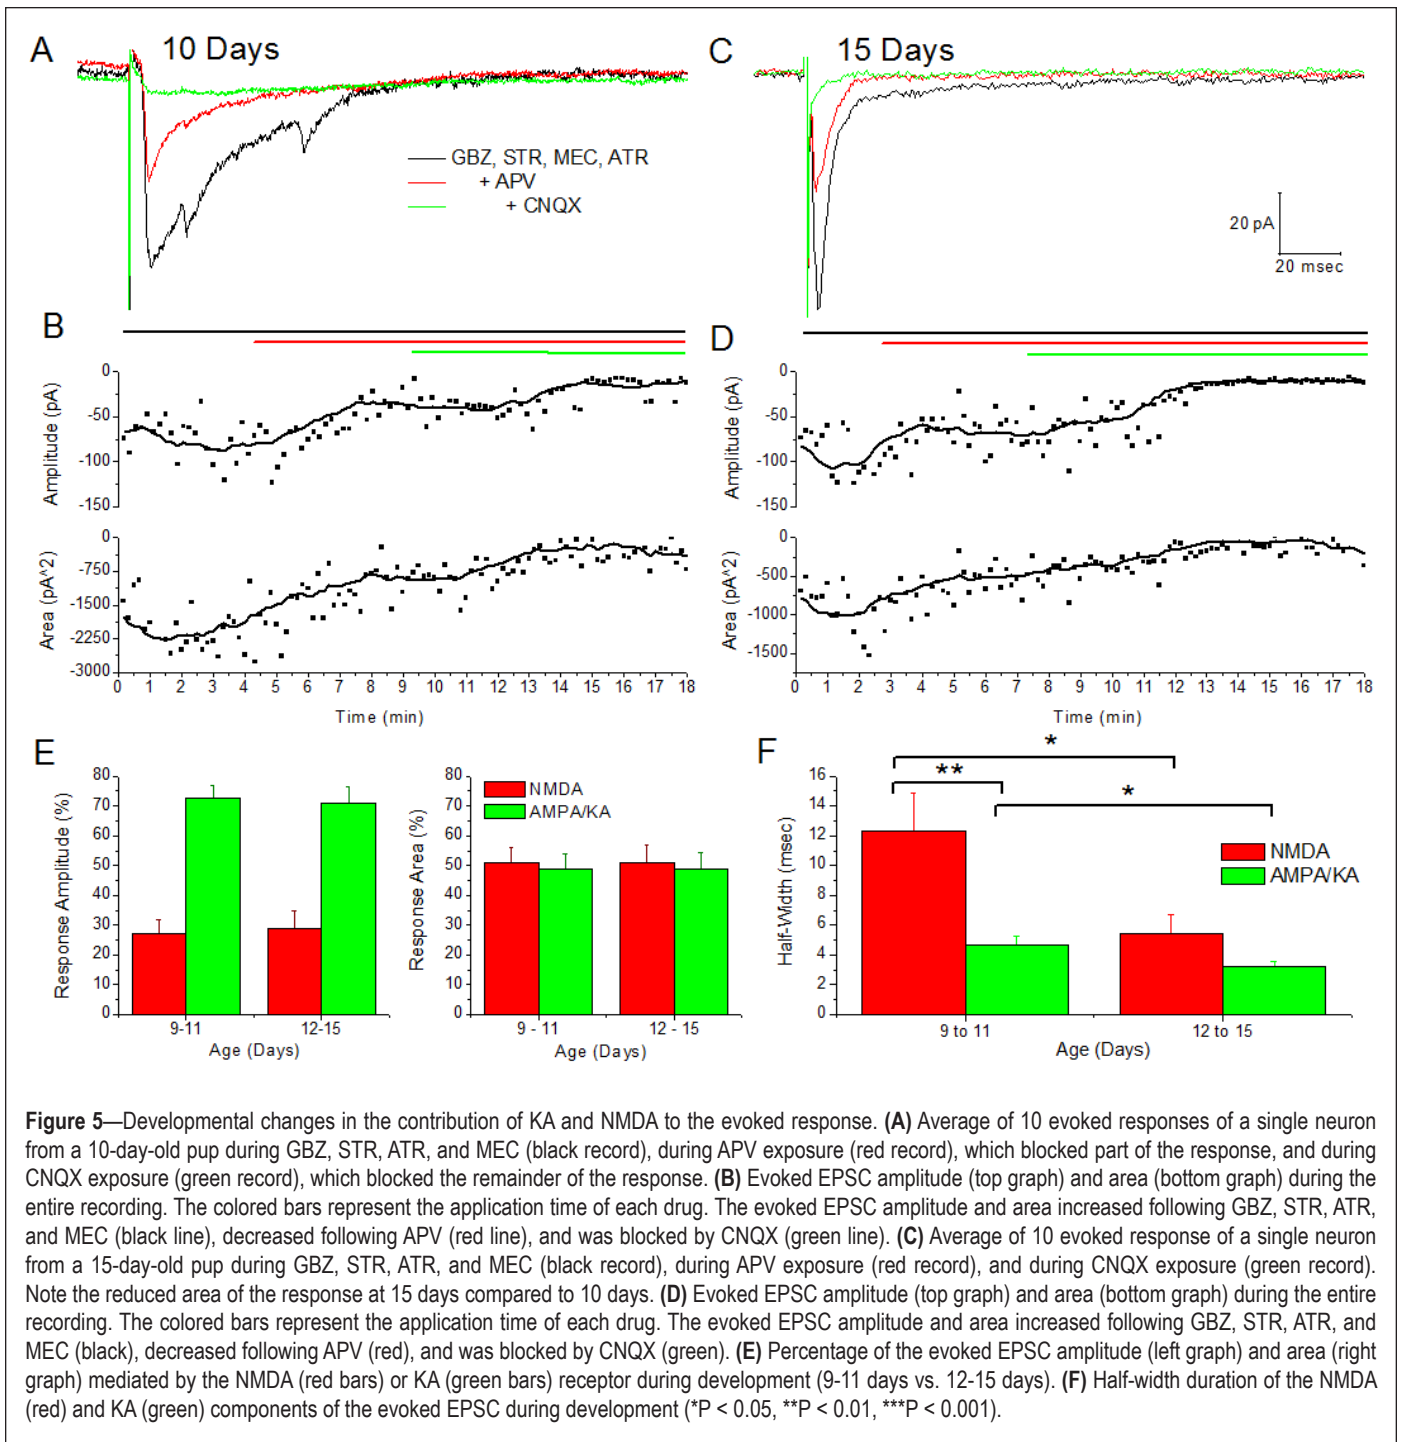 A 10 Days
C 15 Days
GBZ, STR, MEC, ATR
+ APV
+ CNQX
20 pA
20 msec
B
Amplitude (pA)
0
-50
-100
-150
Area (pA^2)
0
-750
-1500
-2250
-3000
0 1 2 3 4 5 6 7 8 9 10 11 12 13 14 15 16 17 18
Time (min)
D
Amplitude (pA)
0
-50
-100
-150
Area (pA^2)
0
-500
-1000
-1500
0 1 2 3 4 5 6 7 8 9 10 11 12 13 14 15 16 17 18
Time (min)
E
Response Amplitude (%)
80
70
60
50
40
30
20
10
0
9-11 12-15
Age (Days)
Response Area (%)
80
70
60
50
40
30
20
10
0
NMDA
AMPA/KA
9 - 11 12 - 15
Age (Days)
F
*
**
*
Half-Width (msec)
16
14
12
10
8
6
4
2
0
NMDA
AMPA/KA
9 to 11 12 to 15
Age (Days)
Figure 5—Developmental changes in the contribution of KA and NMDA to the evoked response. (A) Average of 10 evoked responses of a single neuron
from a 10-day-old pup during GBZ, STR, ATR, and MEC (black record), during APV exposure (red record), which blocked part of the response, and during
CNQX exposure (green record), which blocked the remainder of the response. (B) Evoked EPSC amplitude (top graph) and area (bottom graph) during the
entire recording. The colored bars represent the application time of each drug. The evoked EPSC amplitude and area increased following GBZ, STR, ATR,
and MEC (black line), decreased following APV (red line), and was blocked by CNQX (green line). (C) Average of 10 evoked response of a single neuron
from a 15-day-old pup during GBZ, STR, ATR, and MEC (black record), during APV exposure (red record), and during CNQX exposure (green record).
Note the reduced area of the response at 15 days compared to 10 days. (D) Evoked EPSC amplitude (top graph) and area (bottom graph) during the entire
recording. The colored bars represent the application time of each drug. The evoked EPSC amplitude and area increased following GBZ, STR, ATR, and
MEC (black), decreased following APV (red), and was blocked by CNQX (green). (E) Percentage of the evoked EPSC amplitude (left graph) and area (right
graph) mediated by the NMDA (red bars) or KA (green bars) receptor during development (9-11 days vs. 12-15 days). (F) Half-width duration of the NMDA
(red) and KA (green) components of the evoked EPSC during development (*P < 0.05, **P < 0.01, ***P < 0.001).